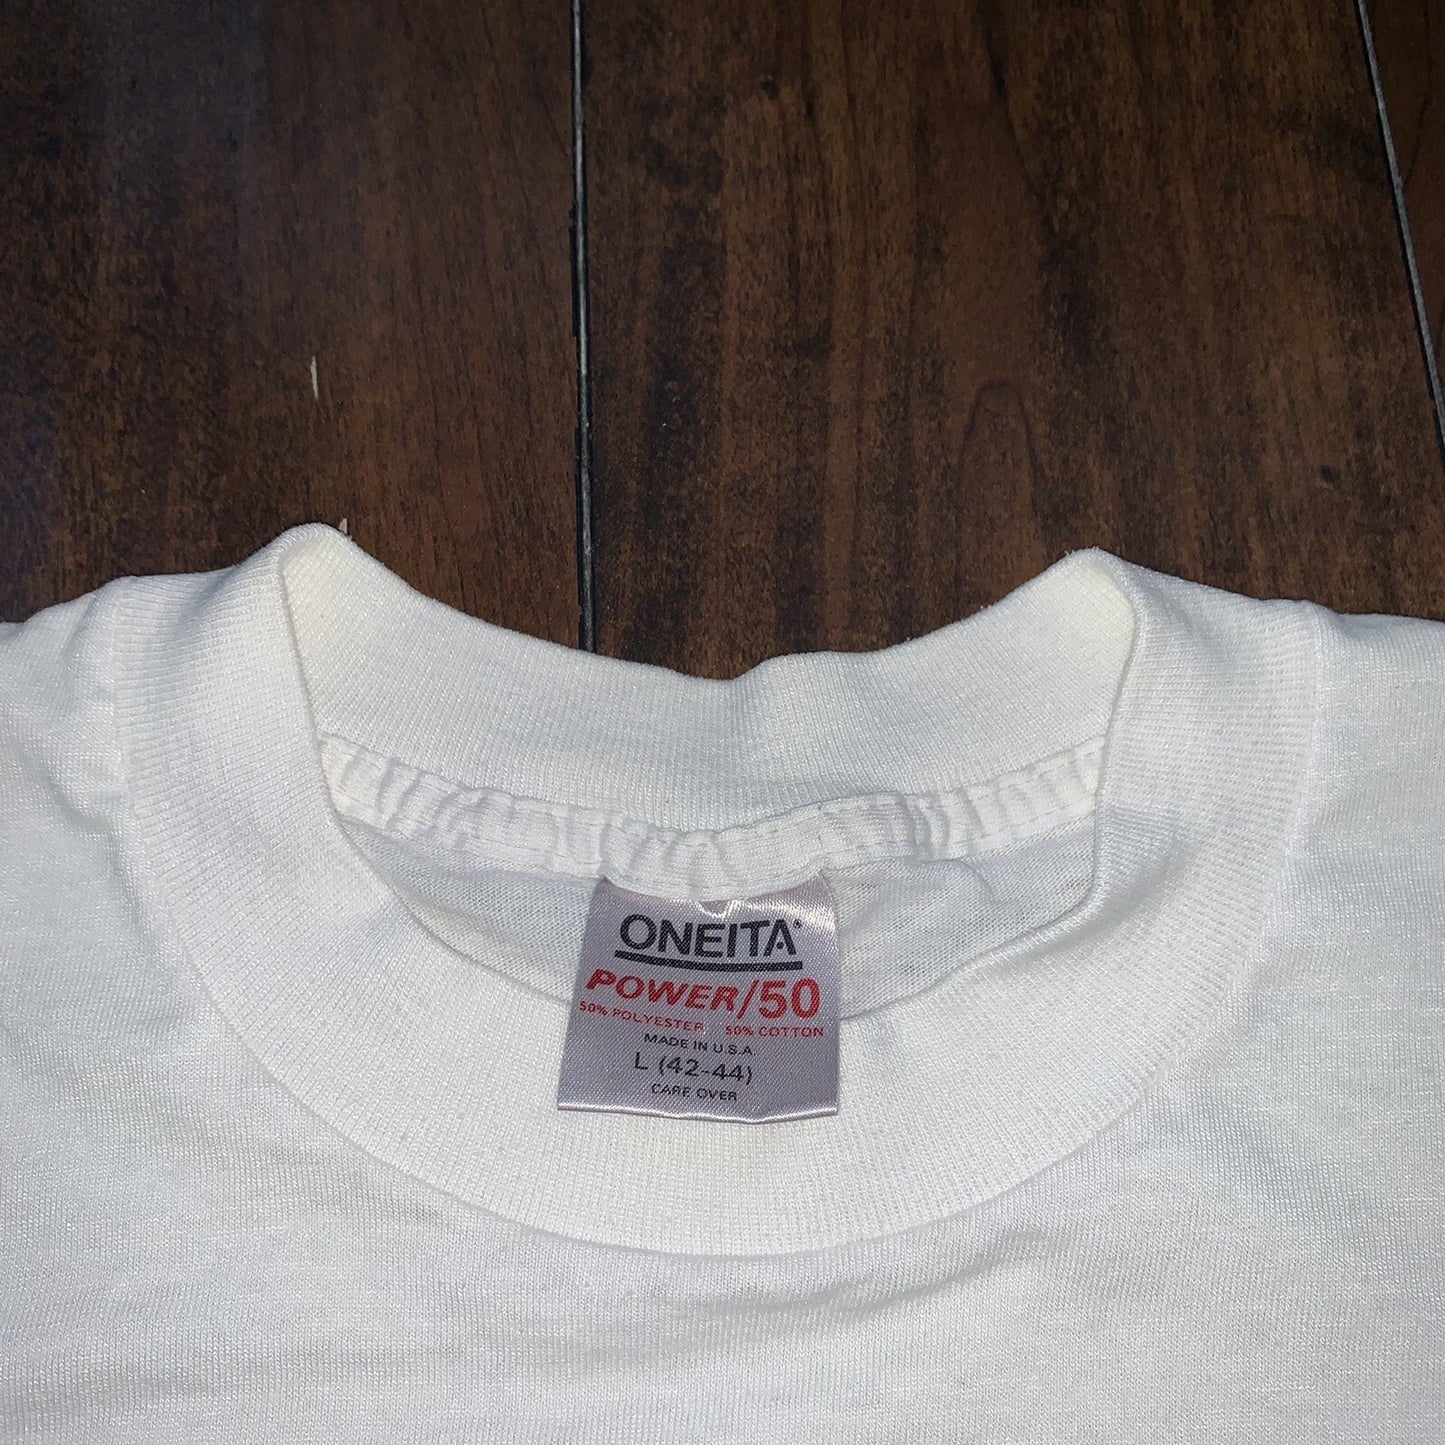 ONEITA®
POWER/50
50% POLYESTER 50% COTTON
MADE IN U.S.A.
L (42-44)
CARE OVER